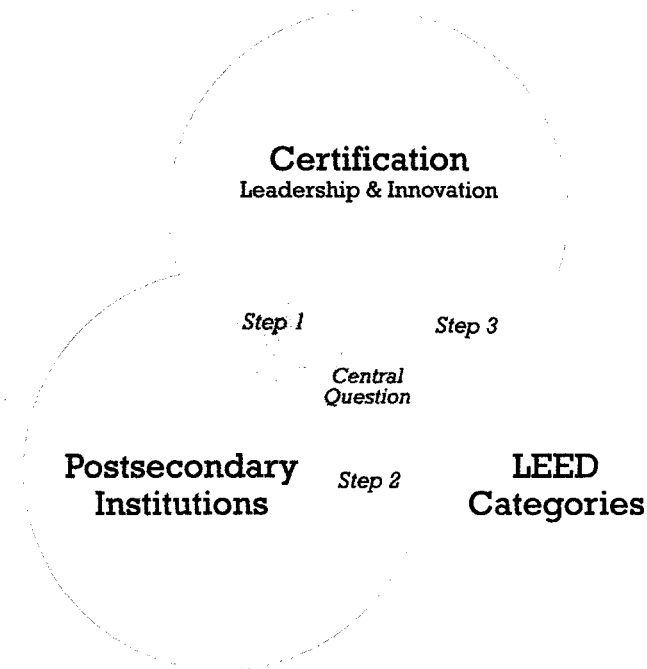 Certification
Leadership & Innovation
Step 1
Step 3
Central
Question
Postsecondary
Institutions
Step 2
LEED
Categories